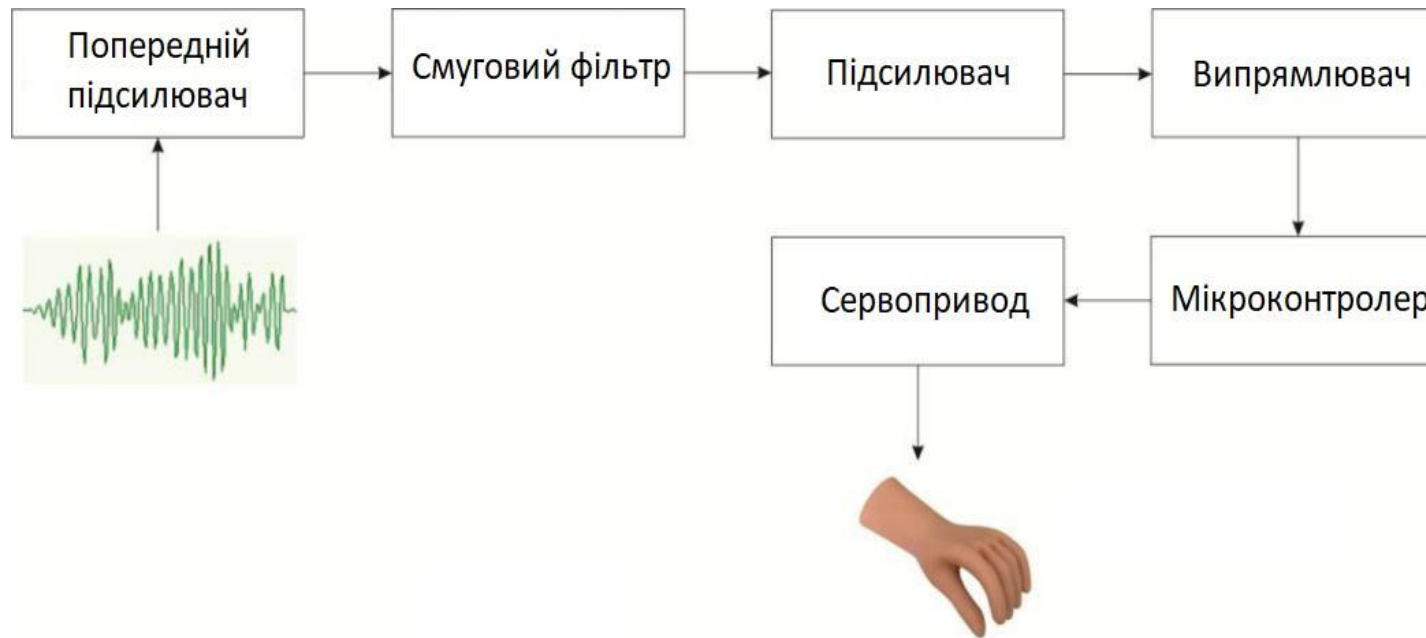 Попередній
підсилювач
Смуговий фільтр
Підсилювач
Випрямлювач
Сервопривод
Мікроконтролер